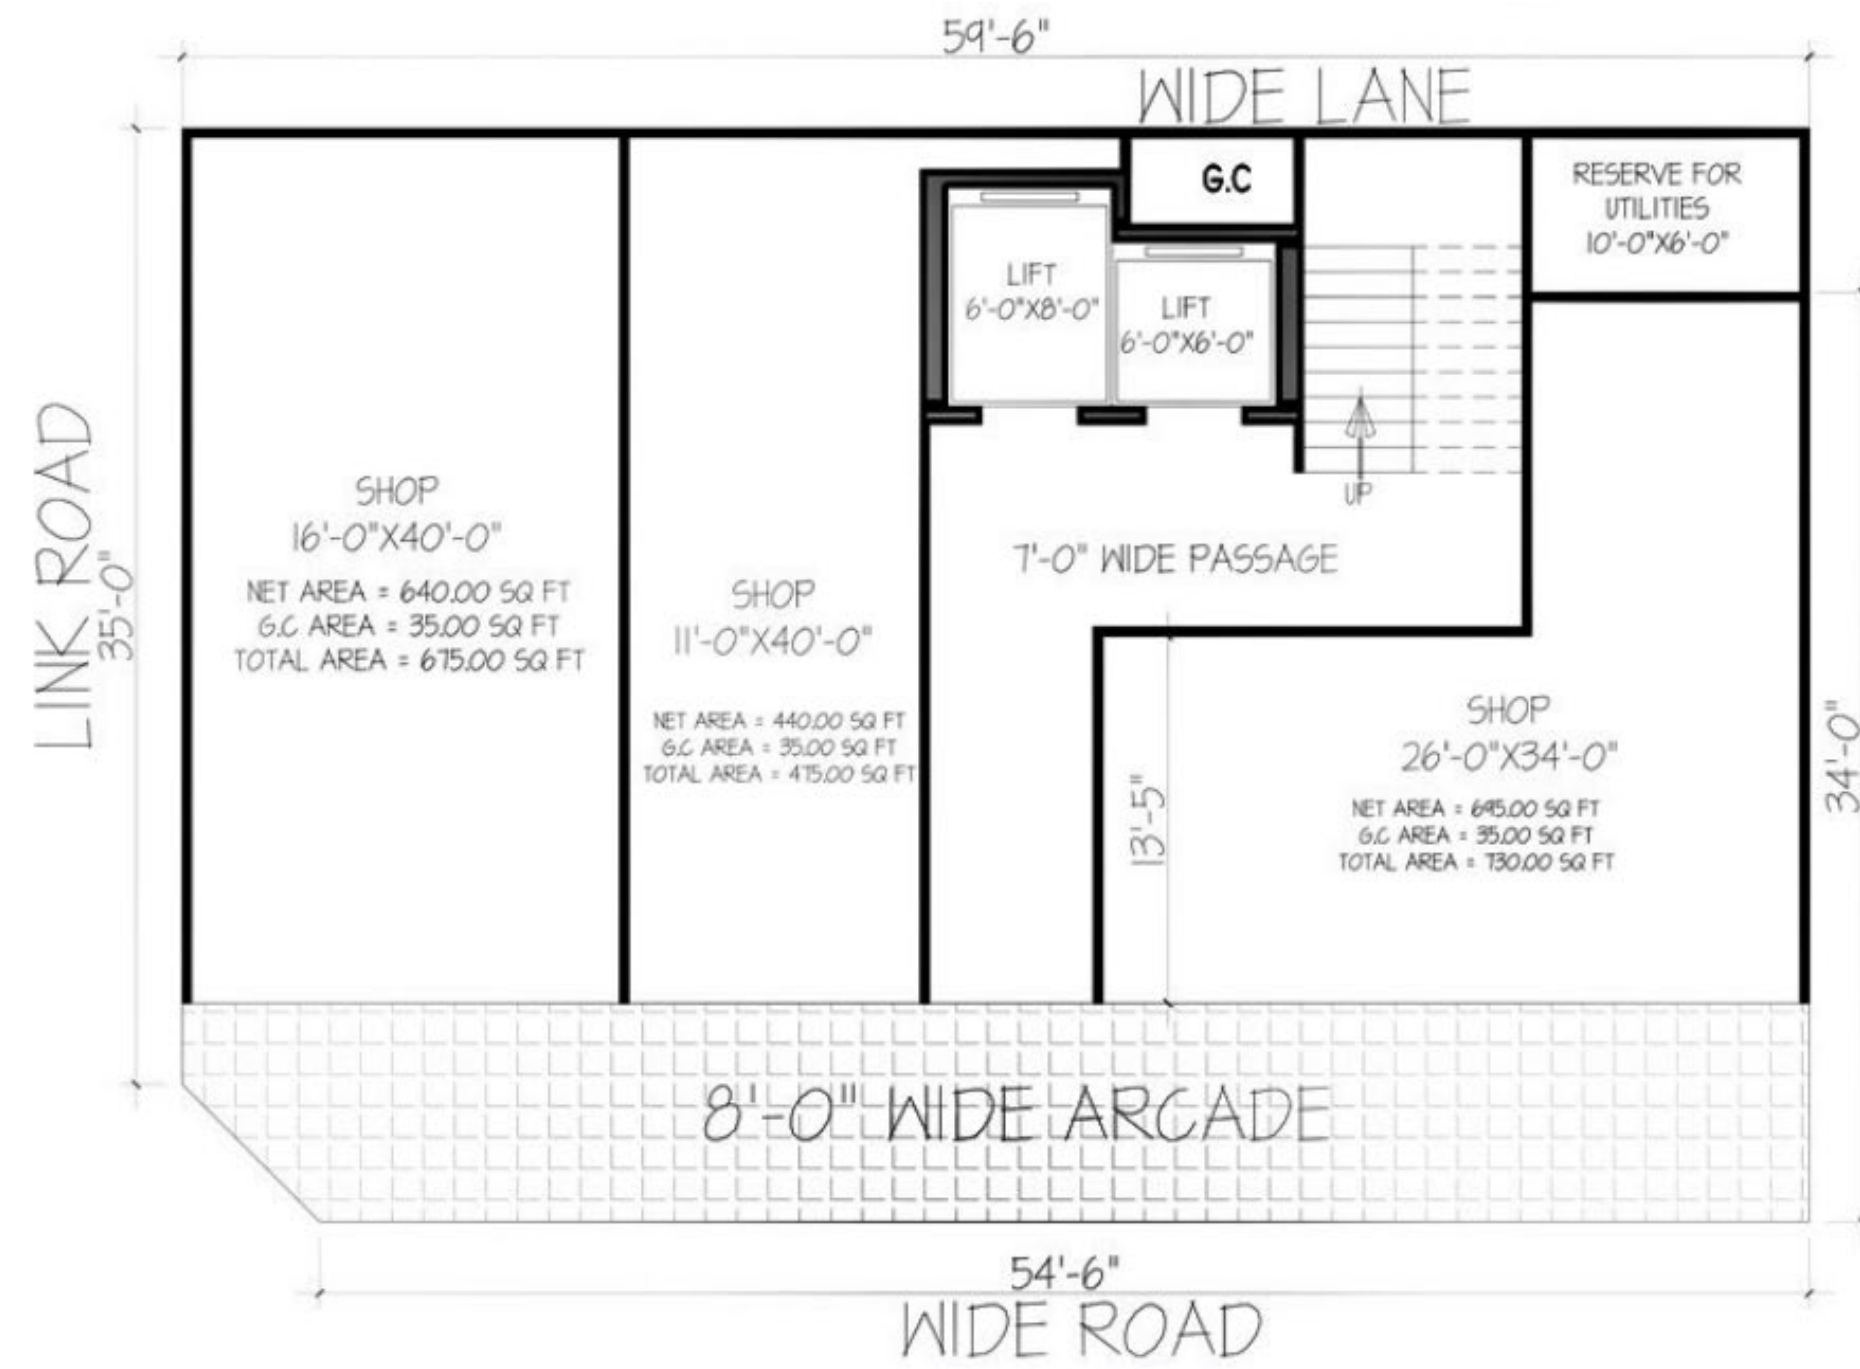 59'-6"
WIDE LANE
G.C
RESERVE FOR
UTILITIES
10'-0"X6'-0"
LIFT
6'-0"X8'-0"
LIFT
6'-0"X6'-0"
UP
LINK ROAD
35'-0"
SHOP
16'-0"X40'-0"
NET AREA = 640.00 SQ FT
G.C AREA = 35.00 SQ FT
TOTAL AREA = 675.00 SQ FT
SHOP
11'-0"X40'-0"
NET AREA = 440.00 SQ FT
G.C AREA = 35.00 SQ FT
TOTAL AREA = 475.00 SQ FT
7'-0" WIDE PASSAGE
13'-5"
SHOP
26'-0"X34'-0"
NET AREA = 695.00 SQ FT
G.C AREA = 35.00 SQ FT
TOTAL AREA = 730.00 SQ FT
34'-0"
8'-0" WIDE ARCADE
54'-6"
WIDE ROAD